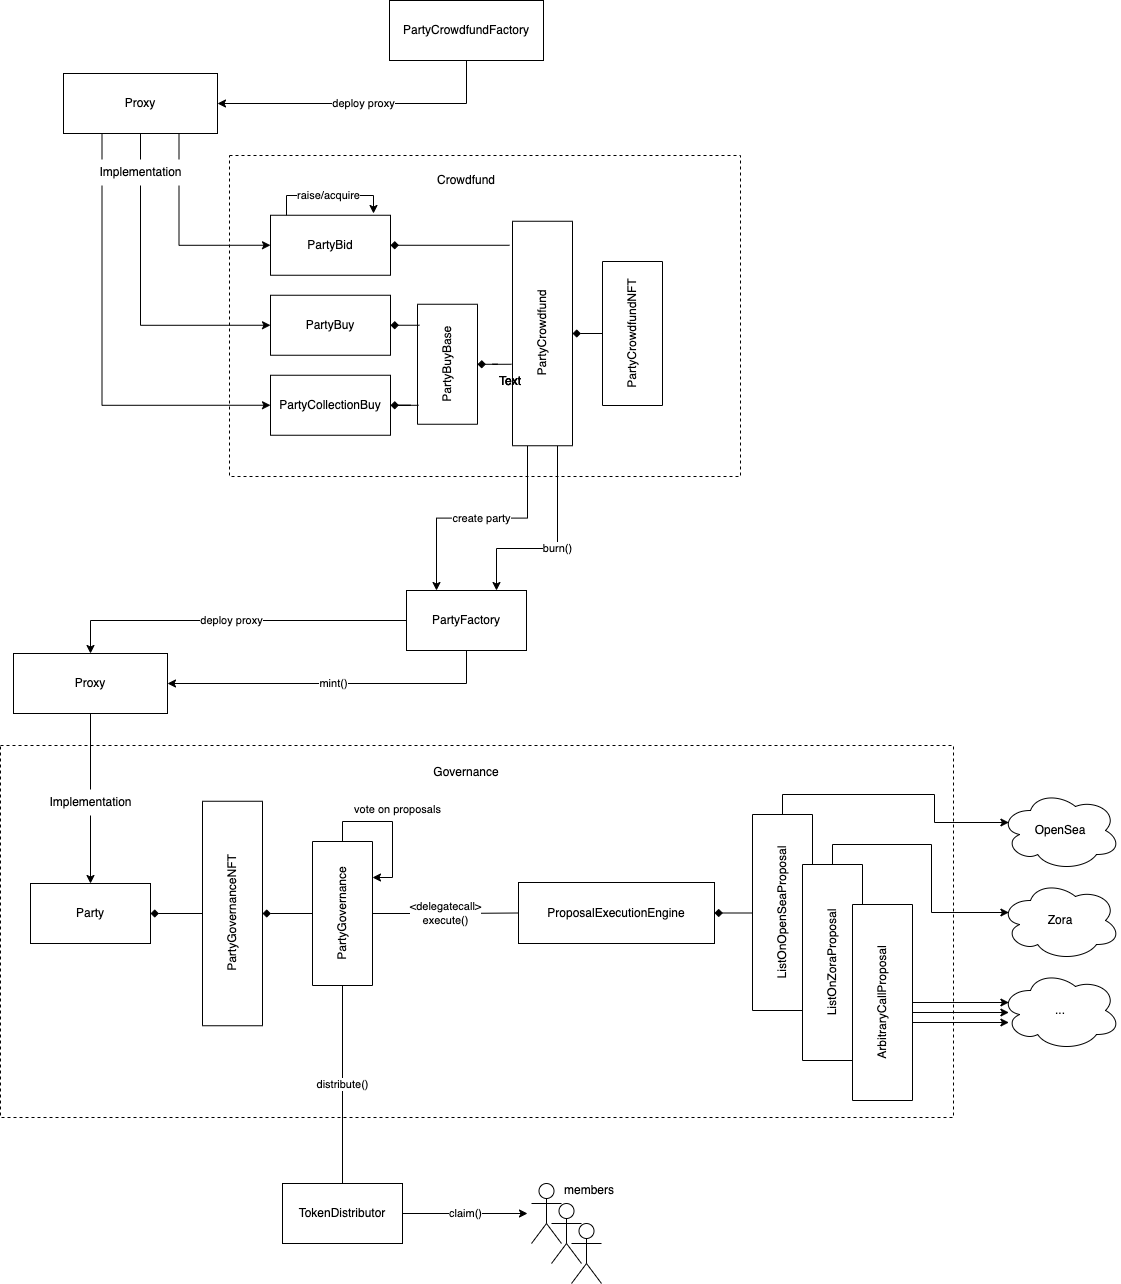 PartyCrowdfundFactory
Proxy
deploy proxy
Implementation
Crowdfund
raise/acquire
PartyBid
PartyBuy
PartyCollectionBuy
PartyBuyBase
Text
PartyCrowdfund
PartyCrowdfundNFT
create party
burn()
PartyFactory
deploy proxy
Proxy
mint()
Governance
Implementation
vote on proposals
Party
PartyGovernanceNFT
PartyGovernance
<delegatecall>
execute()
ProposalExecutionEngine
ListOnOpenSeaProposal
ListOnZoraProposal
ArbitraryCallProposal
OpenSea
Zora
...
distribute()
TokenDistributor
claim()
members